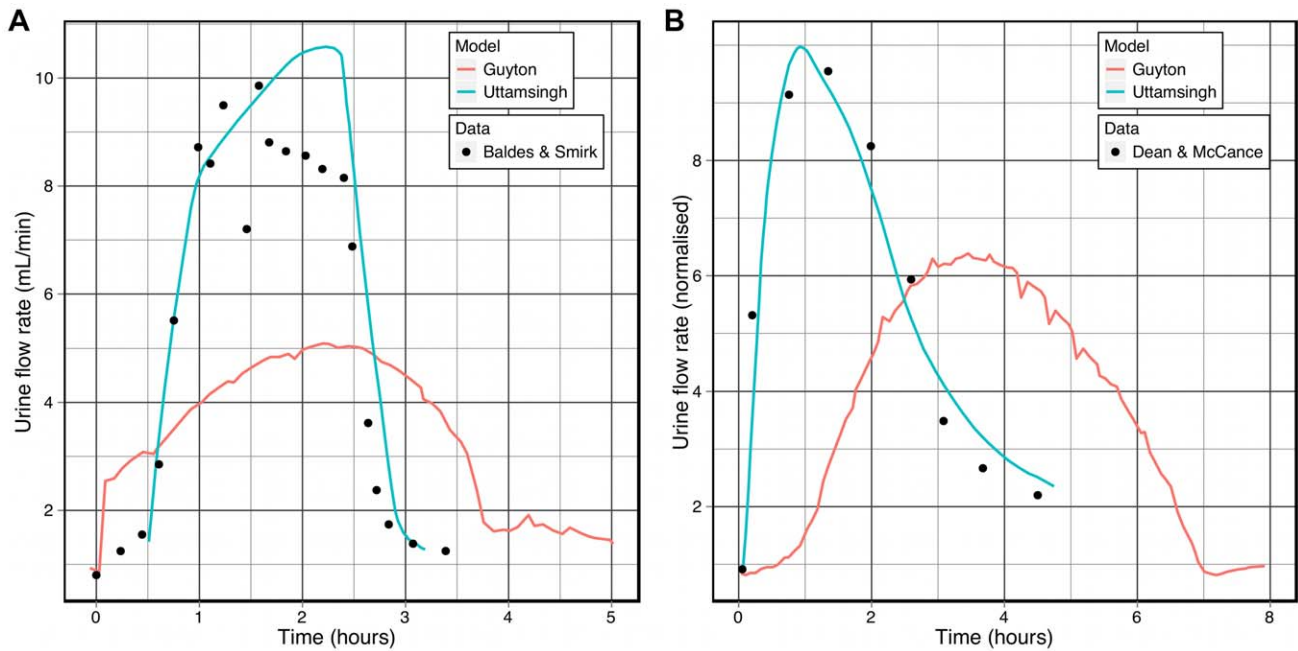 A
Urine flow rate (mL/min)
10
8
6
4
2
0 1 2 3 4 5
Time (hours)
Model
Guyton
Uttamsingh
Data
Baldes & Smirk
B
Urine flow rate (normalised)
8
6
4
2
0 2 4 6 8
Time (hours)
Model
Guyton
Uttamsingh
Data
Dean & McCance